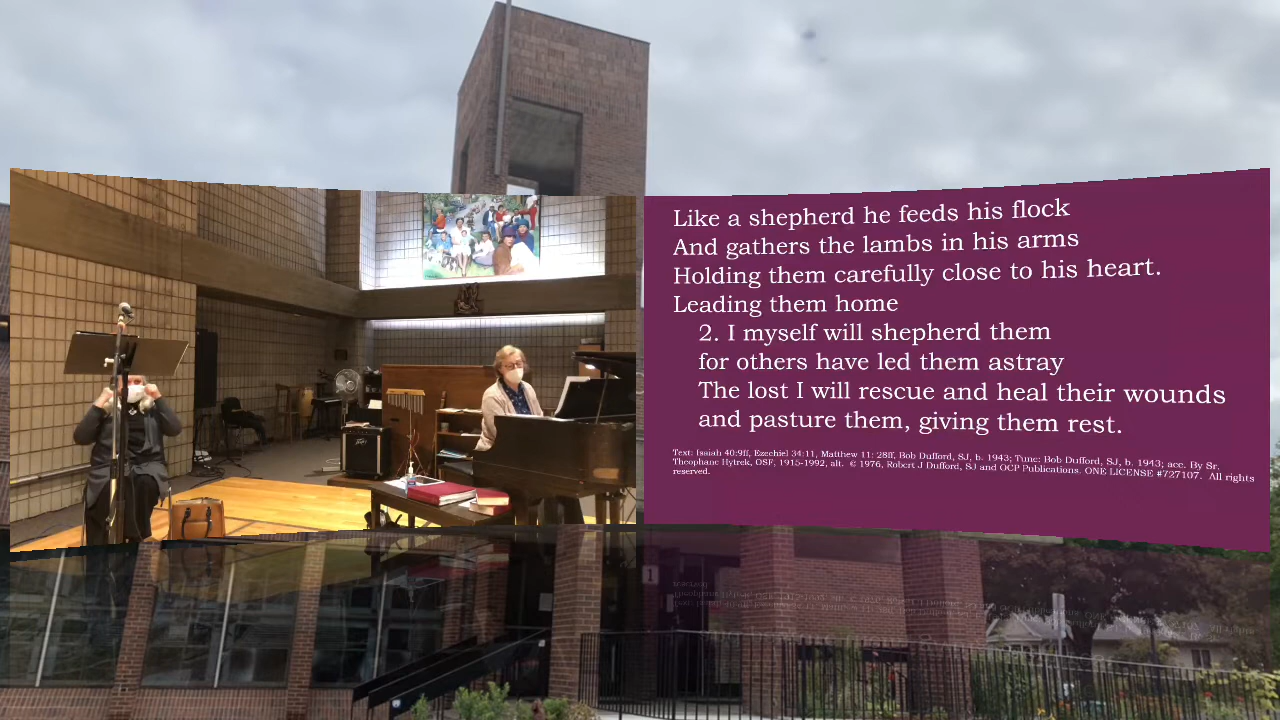 Like a shepherd he feeds his flock
And gathers the lambs in his arms
Holding them carefully close to his heart.
Leading them home
2. I myself will shepherd them
for others have led them astray
The lost I will rescue and heal their wounds
and pasture them, giving them rest.
Text: Isaiah 40:9ff, Ezechiel 34:11, Matthew 11: 28ff, Bob Dufford, SJ, b. 1943; Tune: Bob Dufford, SJ, b. 1943; acc. By Sr.
Theophane Hytrek, OSF, 1915-1992, alt. © 1976, Robert J Dufford, SJ and OCP Publications. ONE LICENSE #727107. All rights
reserved.
PEAVEY
1